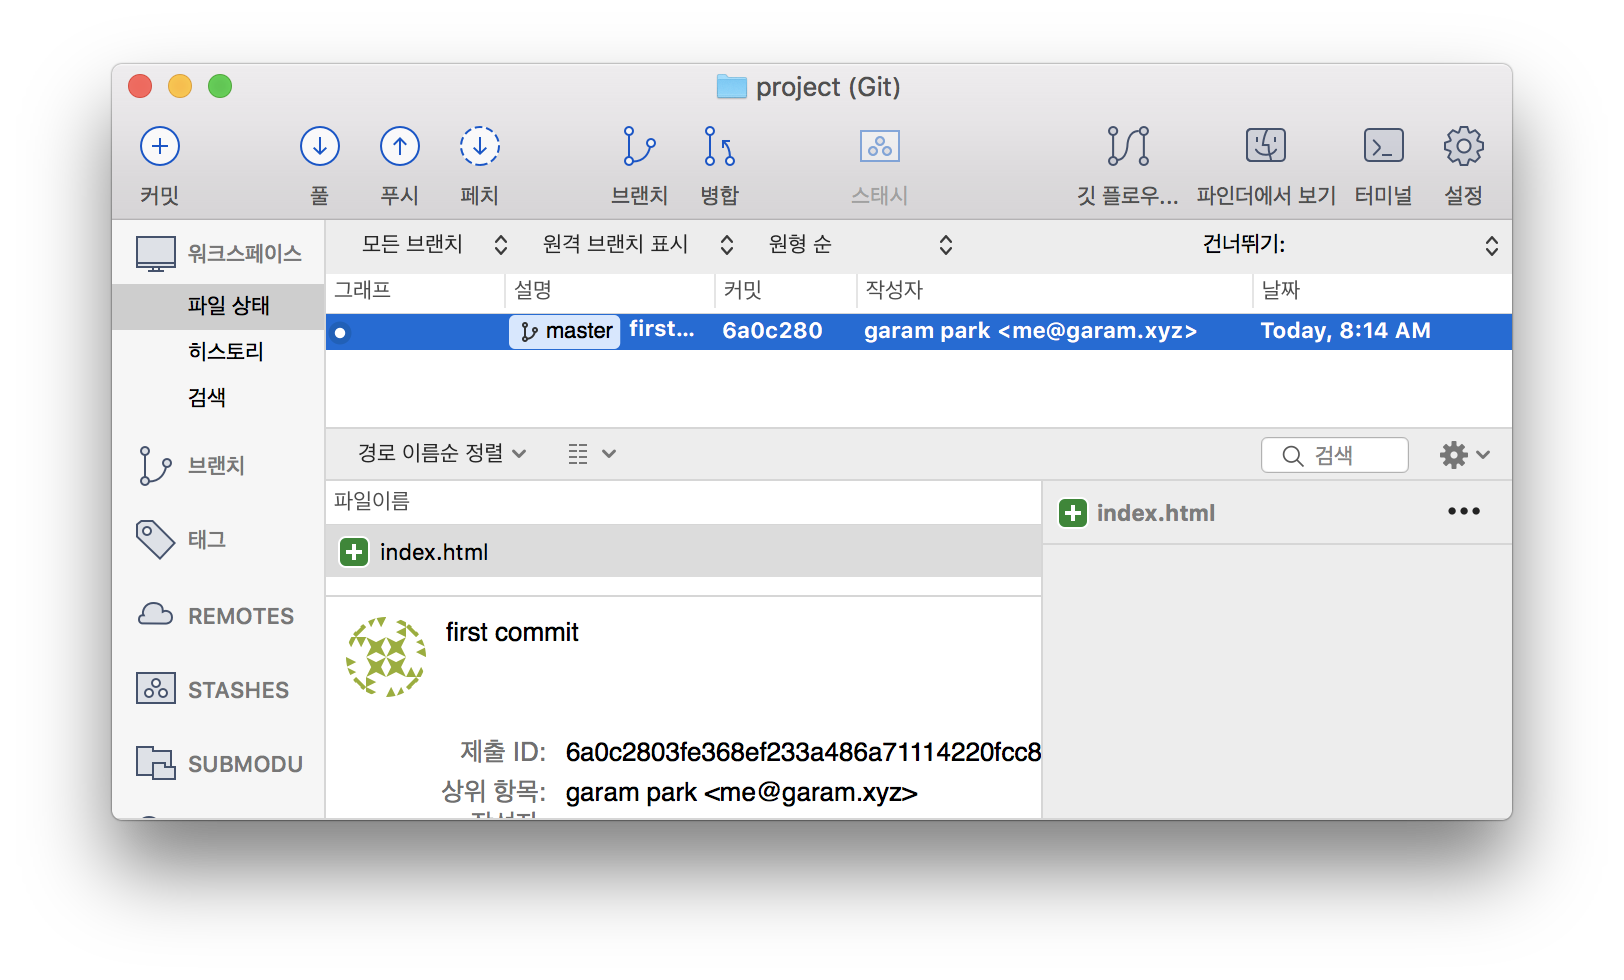 project (Git)
커밋 풀 푸시 페치 브랜치 병합 스태시 깃 플로우... 파인더에서 보기 터미널 설정
워크스페이스
파일 상태
히스토리
검색
브랜치
태그
REMOTES
STASHES
SUBMODU
모든 브랜치 원격 브랜치 표시 원형 순 건너뛰기:
그래프 설명 커밋 작성자 날짜
master first... 6a0c280 garam park <me@garam.xyz> Today, 8:14 AM
경로 이름순 정렬 검색
파일이름
index.html
index.html
first commit
제출 ID: 6a0c2803fe368ef233a486a71114220fcc8
상위 항목: garam park <me@garam.xyz>